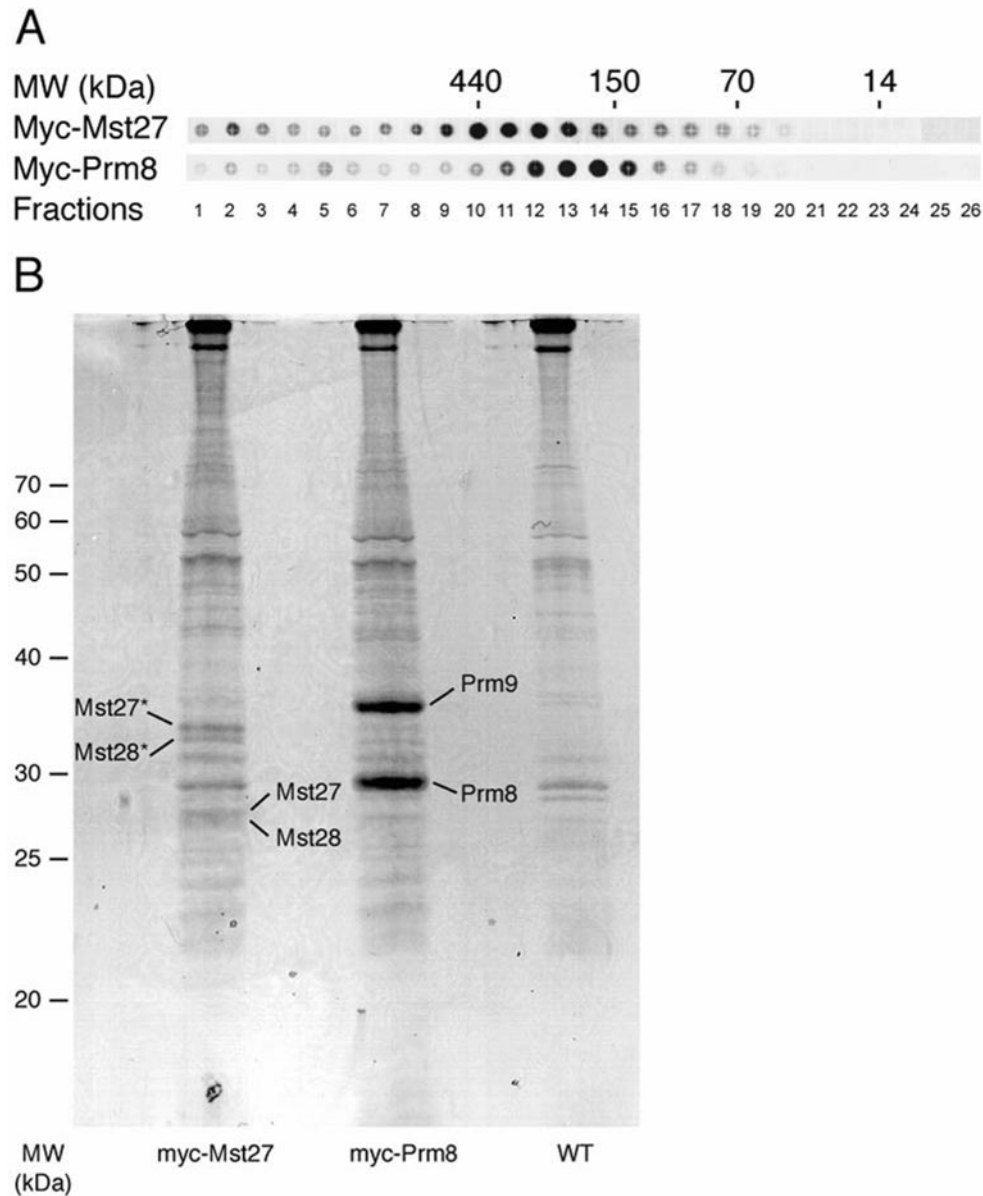 A
MW (kDa) 440 150 70 14
Myc-Mst27
Myc-Prm8
Fractions 1 2 3 4 5 6 7 8 9 10 11 12 13 14 15 16 17 18 19 20 21 22 23 24 25 26
B
70
60
50
40
Prm9
Mst27*
Mst28*
30
Mst27
Prm8
Mst28
25
20
MW myc-Mst27 myc-Prm8 WT
(kDa)